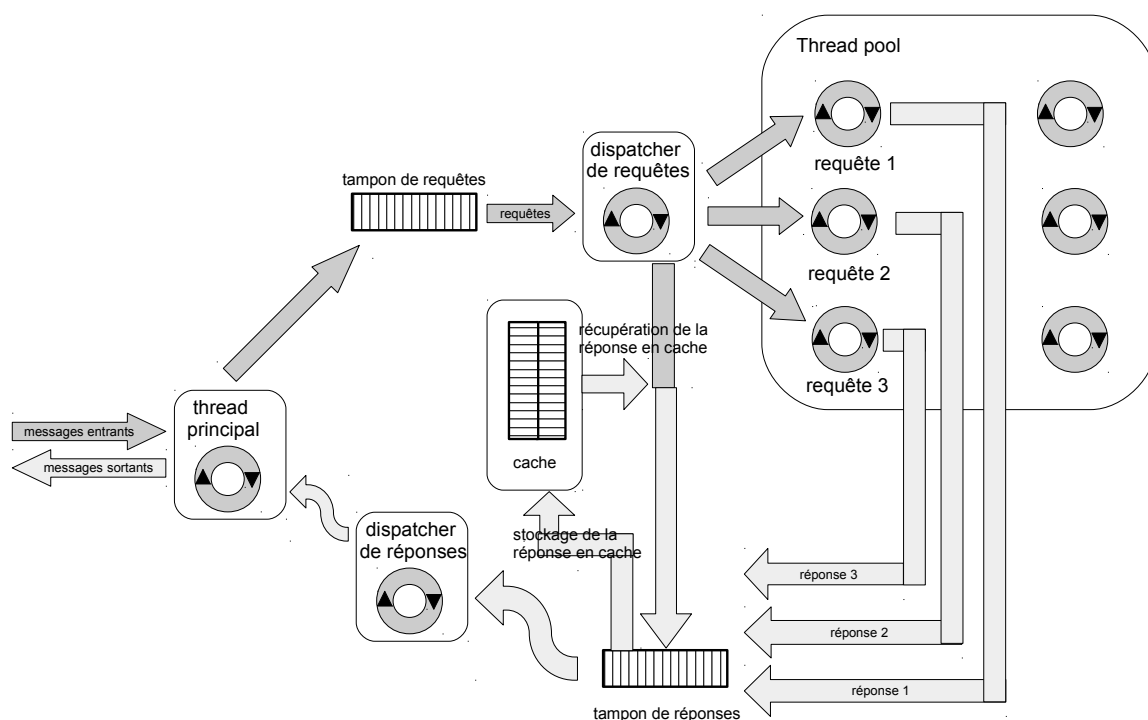 Thread pool
dispatcher
de requêtes
requête 1
tampon de requêtes
requêtes
requête 2
récupération de la
réponse en cache
requête 3
thread
principal
messages entrants
messages sortants
cache
dispatcher
de réponses
stockage de la
réponse en cache
réponse 3
réponse 2
réponse 1
tampon de réponses